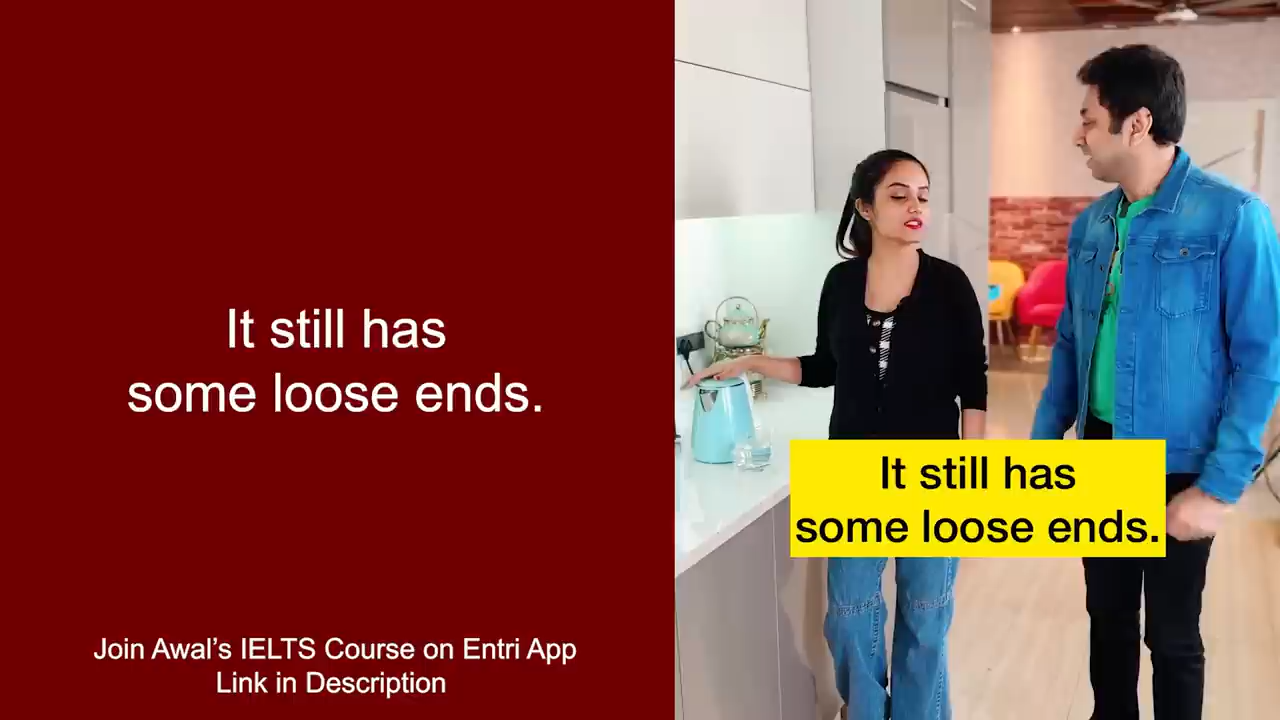 It still has
some loose ends.
Join Awal’s IELTS Course on Entri App
Link in Description
It still has
some loose ends.